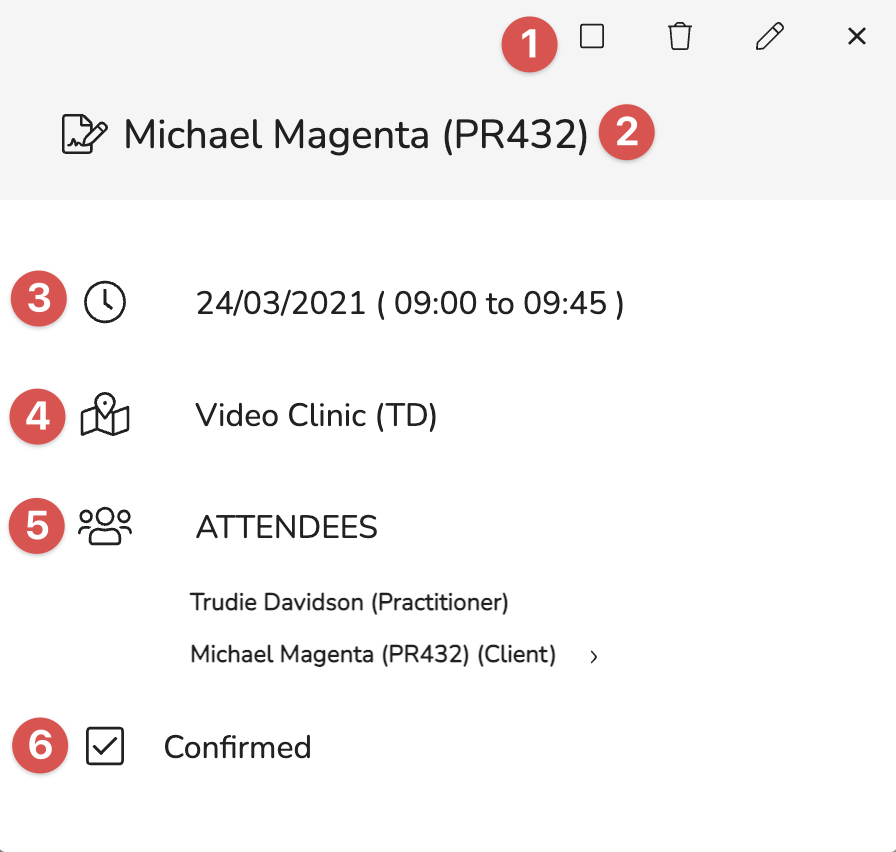 1
Michael Magenta (PR432) 2
3 24/03/2021 ( 09:00 to 09:45 )
4 Video Clinic (TD)
5 ATTENDEES
Trudie Davidson (Practitioner)
Michael Magenta (PR432) (Client)
6 Confirmed